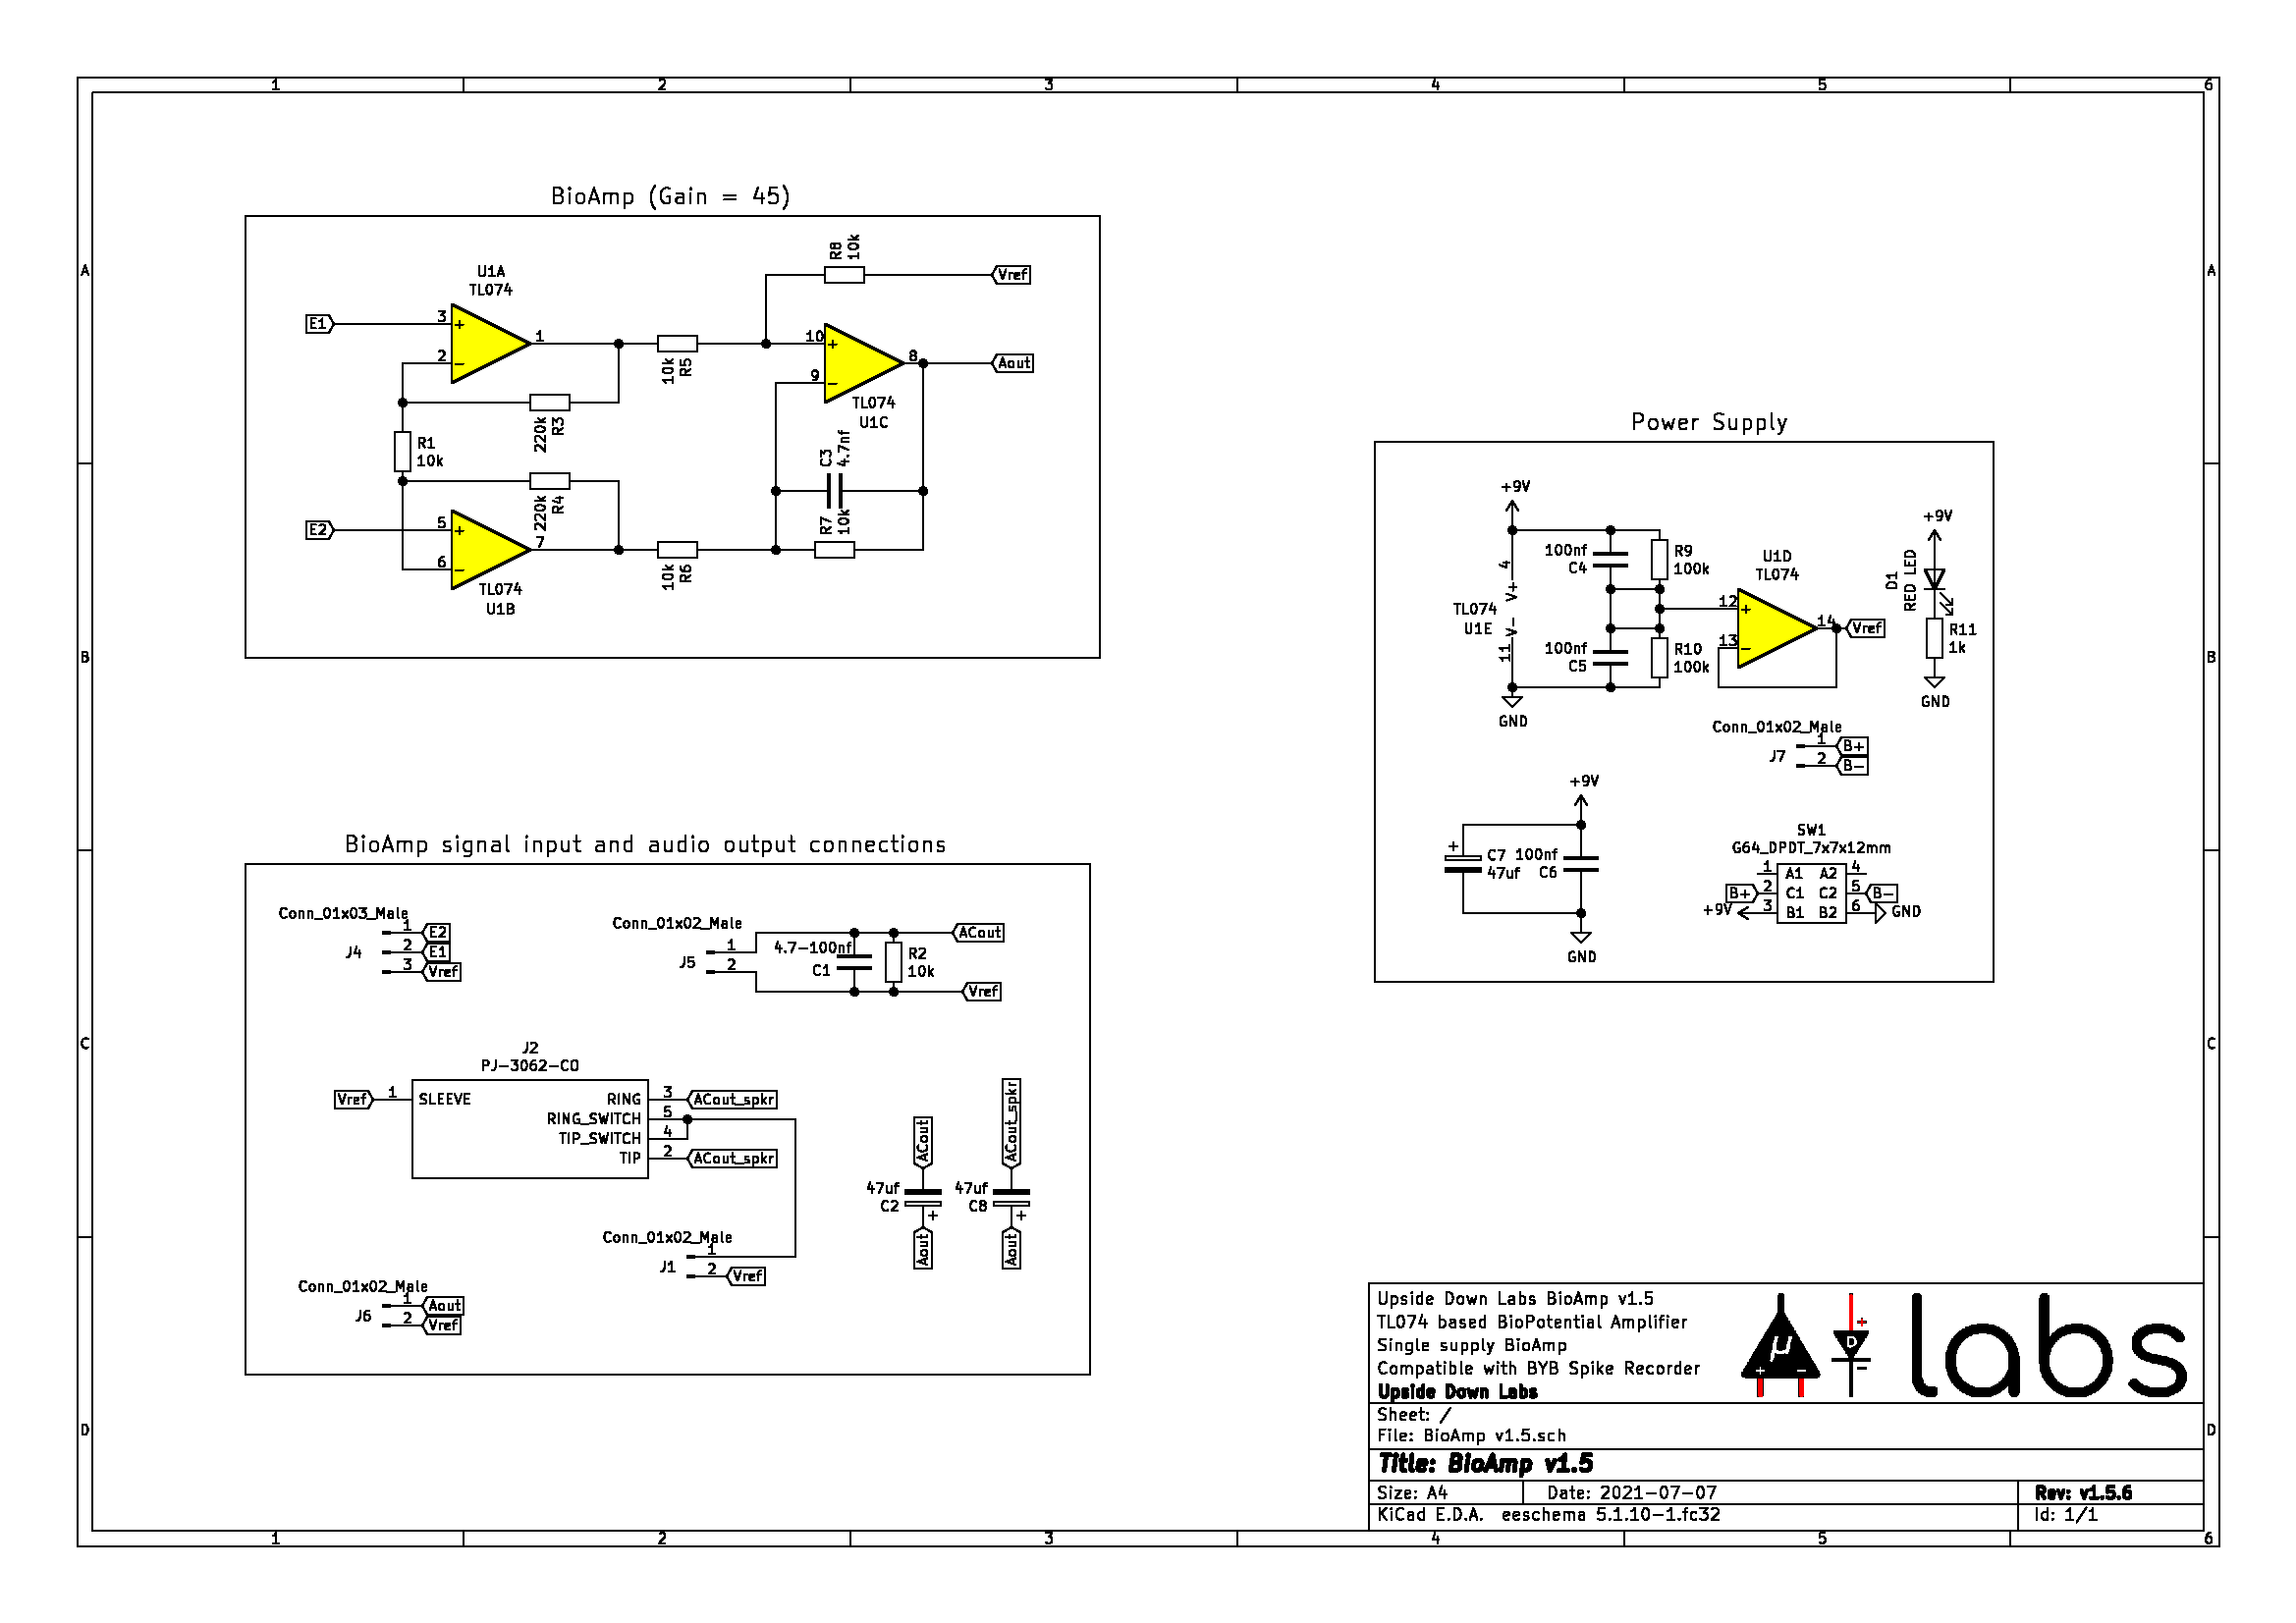 1 2 3 4 5 6
A A
B B
C C
D D
BioAmp (Gain = 45)
R8
10k
Vref
U1A
TL074
E1
3
+
2
−
1
10k
R5
10
+
9
−
8
Aout
TL074
U1C
220k
R3
R1
10k
C3
4.7nf
220k
R4
R7
10k
E2
5
+
6
−
7
10k
R6
TL074
U1B
Power Supply
+9V
+9V
100nf
C4
R9
100k
U1D
TL074
D1
RED LED
4
V+
TL074
U1E
V−
11
12
+
13
−
14
Vref
R11
1k
100nf
C5
R10
100k
GND
GND
Conn_01x02_Male
J7
1
B+
2
B−
+9V
+
C7
47uf
100nf
C6
GND
SW1
G64_DPDT_7x7x12mm
1 A1 A2 4
B+ 2 C1 C2 5 B−
+9V 3 B1 B2 6 GND
BioAmp signal input and audio output connections
Conn_01x03_Male
J4
1 E2
2 E1
3 Vref
Conn_01x02_Male
J5
1
2
4.7−100nf
C1
R2
10k
ACout
Vref
J2
PJ−3062−CO
Vref 1 SLEEVE
RING 3 ACout_spkr
RING_SWITCH 5
TIP_SWITCH 4
TIP 2 ACout_spkr
ACout
47uf
C2
+
Aout
ACout_spkr
47uf
C8
+
Aout
Conn_01x02_Male
J1
1
2 Vref
Conn_01x02_Male
J6
1 Aout
2 Vref
Upside Down Labs BioAmp v1.5
TL074 based BioPotential Amplifier
Single supply BioAmp
Compatible with BYB Spike Recorder
Upside Down Labs
μ
+ −
D
+
−
labs
Sheet: /
File: BioAmp v1.5.sch
Title: BioAmp v1.5
Size: A4 Date: 2021−07−07 Rev: v1.5.6
KiCad E.D.A. eeschema 5.1.10−1.fc32 Id: 1/1
1 2 3 4 5 6